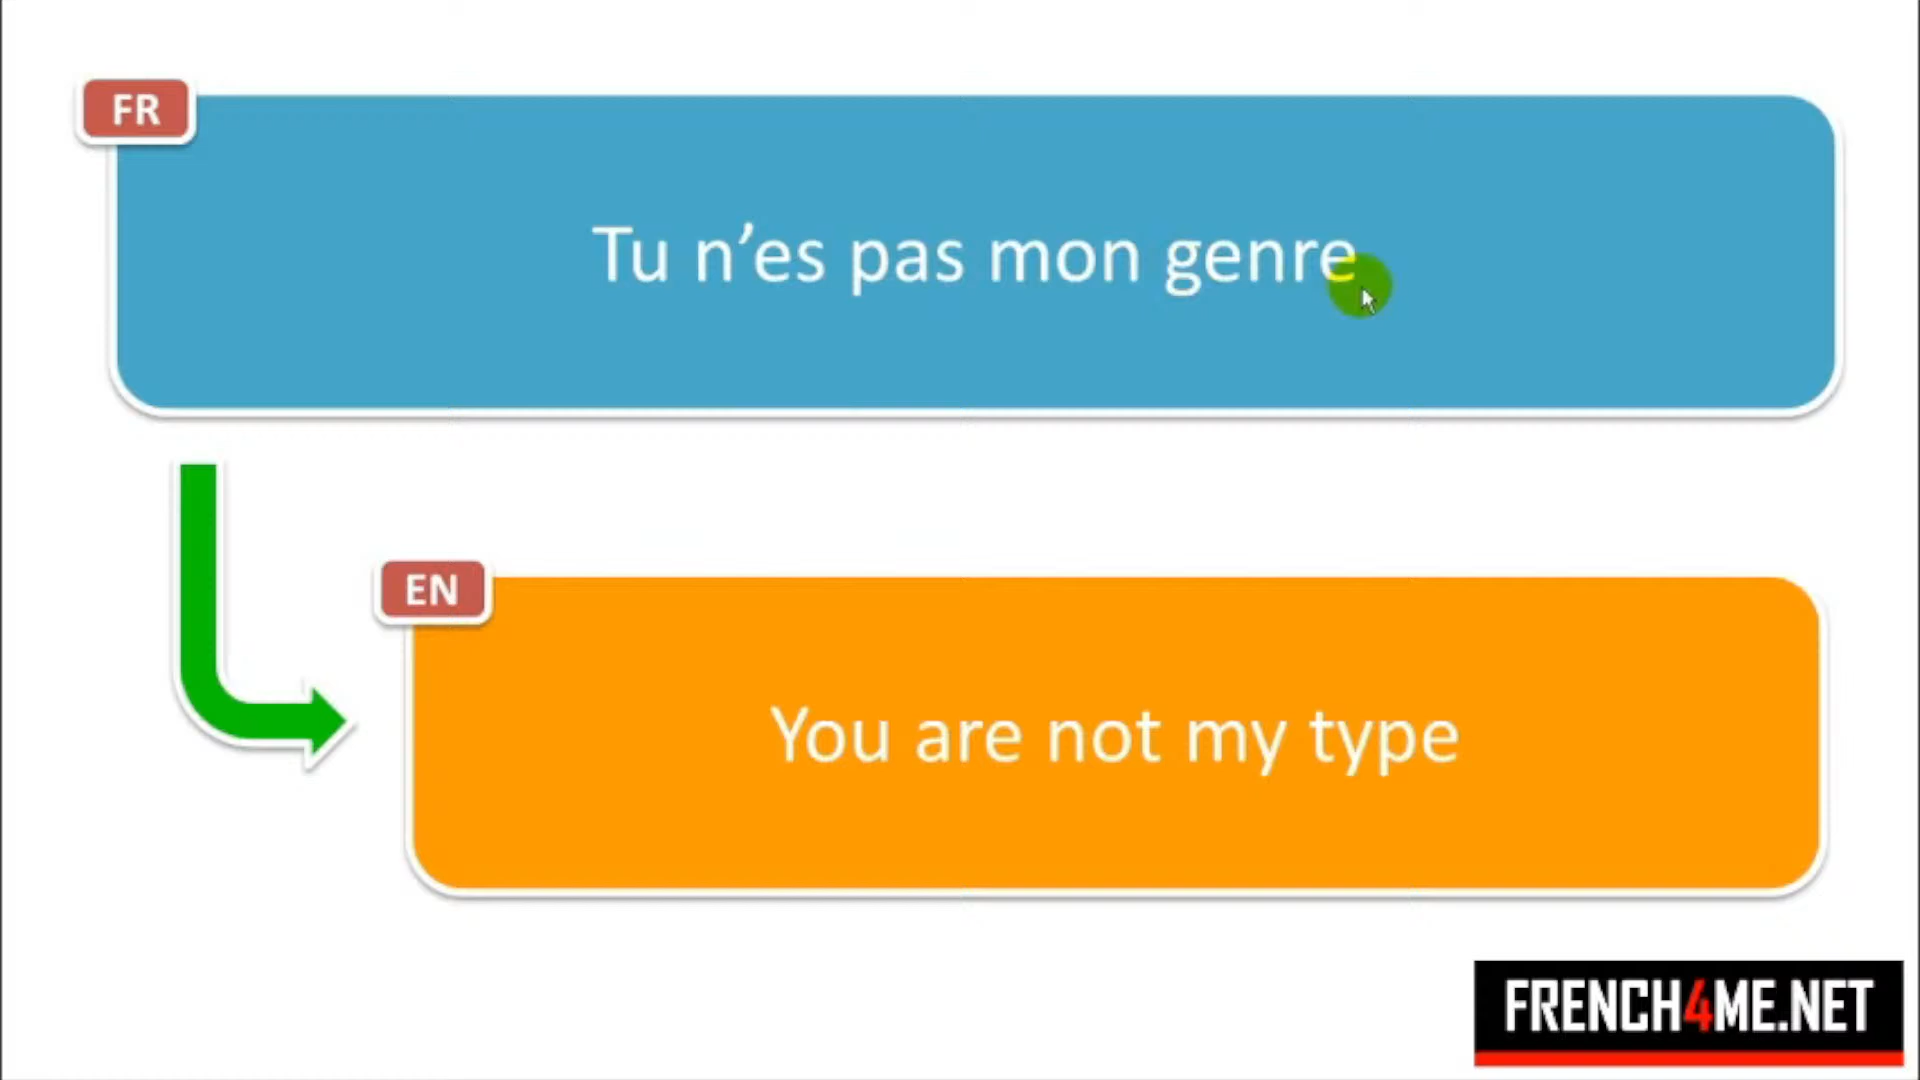 FR
Tu n’es pas mon genre
EN
You are not my type
FRENCH4ME.NET